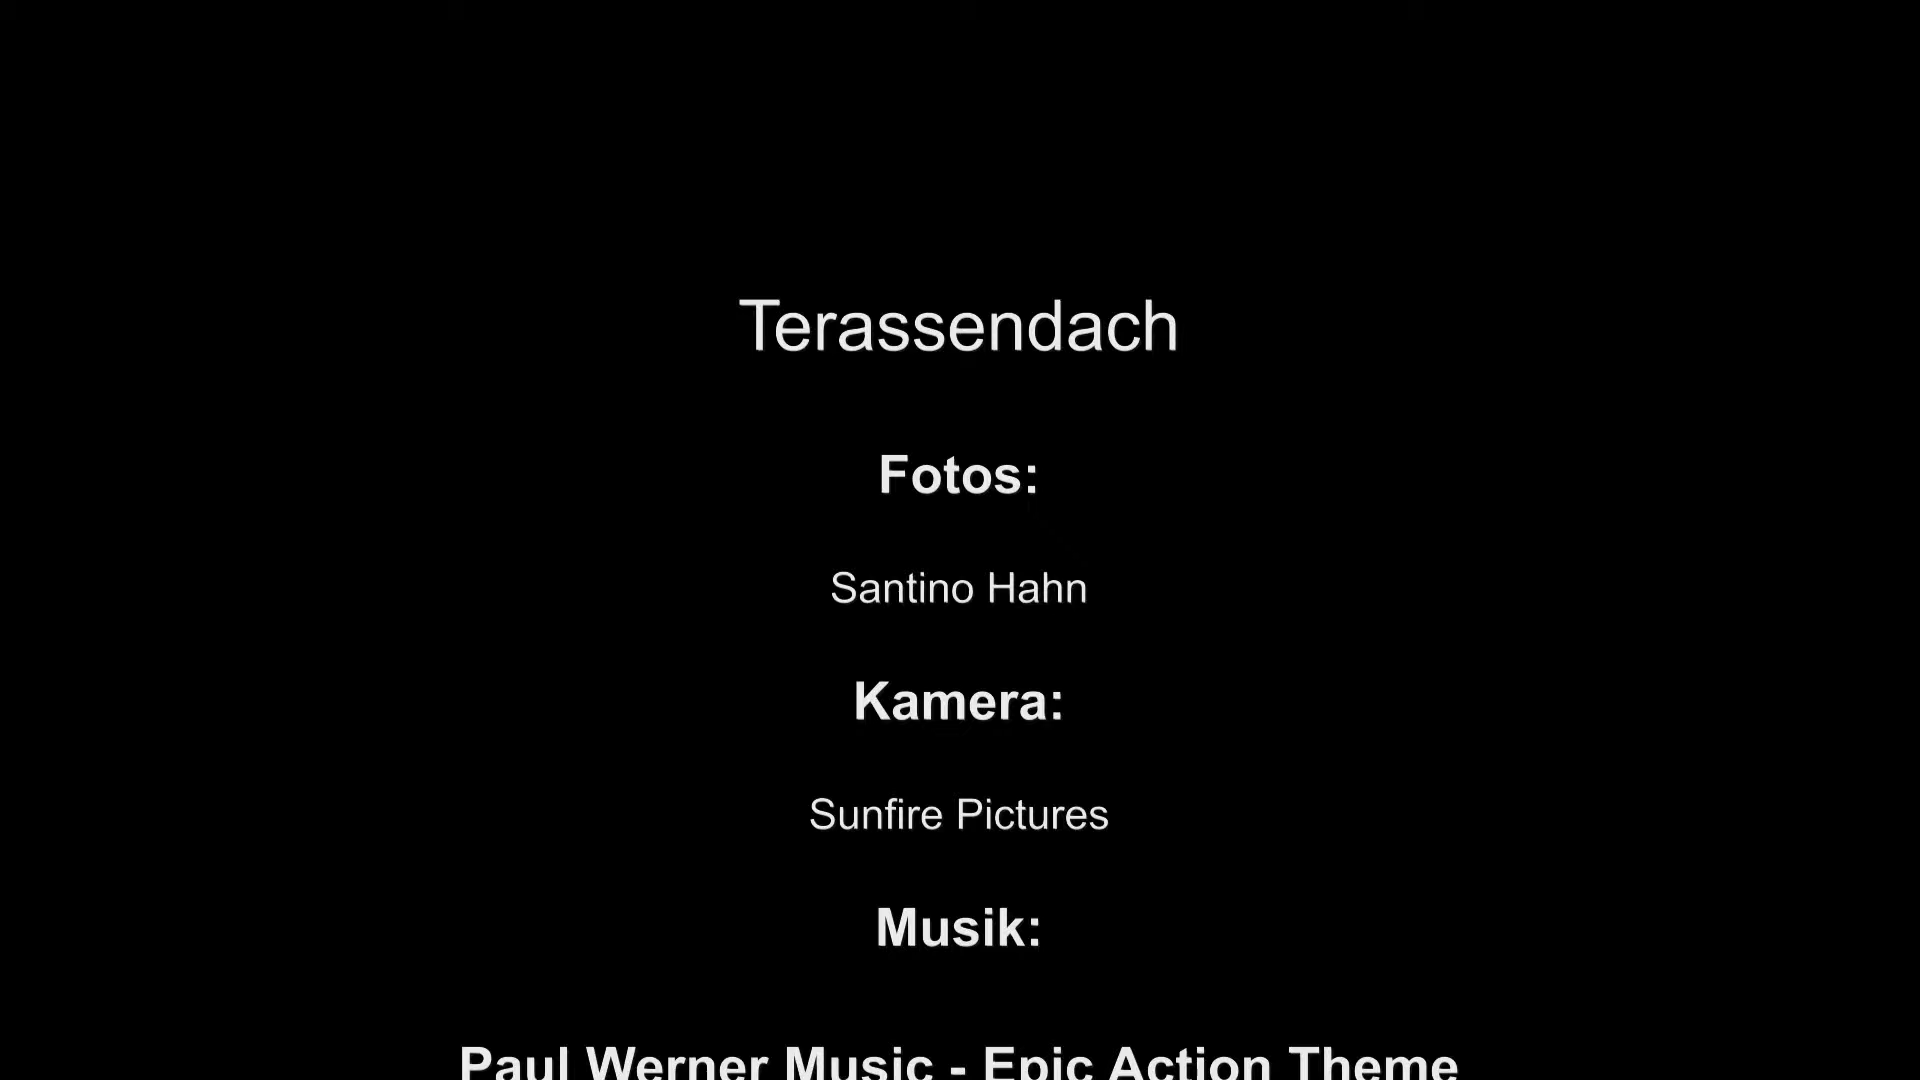 Terassendach
Fotos:
Santino Hahn
Kamera:
Sunfire Pictures
Musik:
Paul Werner Music - Epic Action Theme